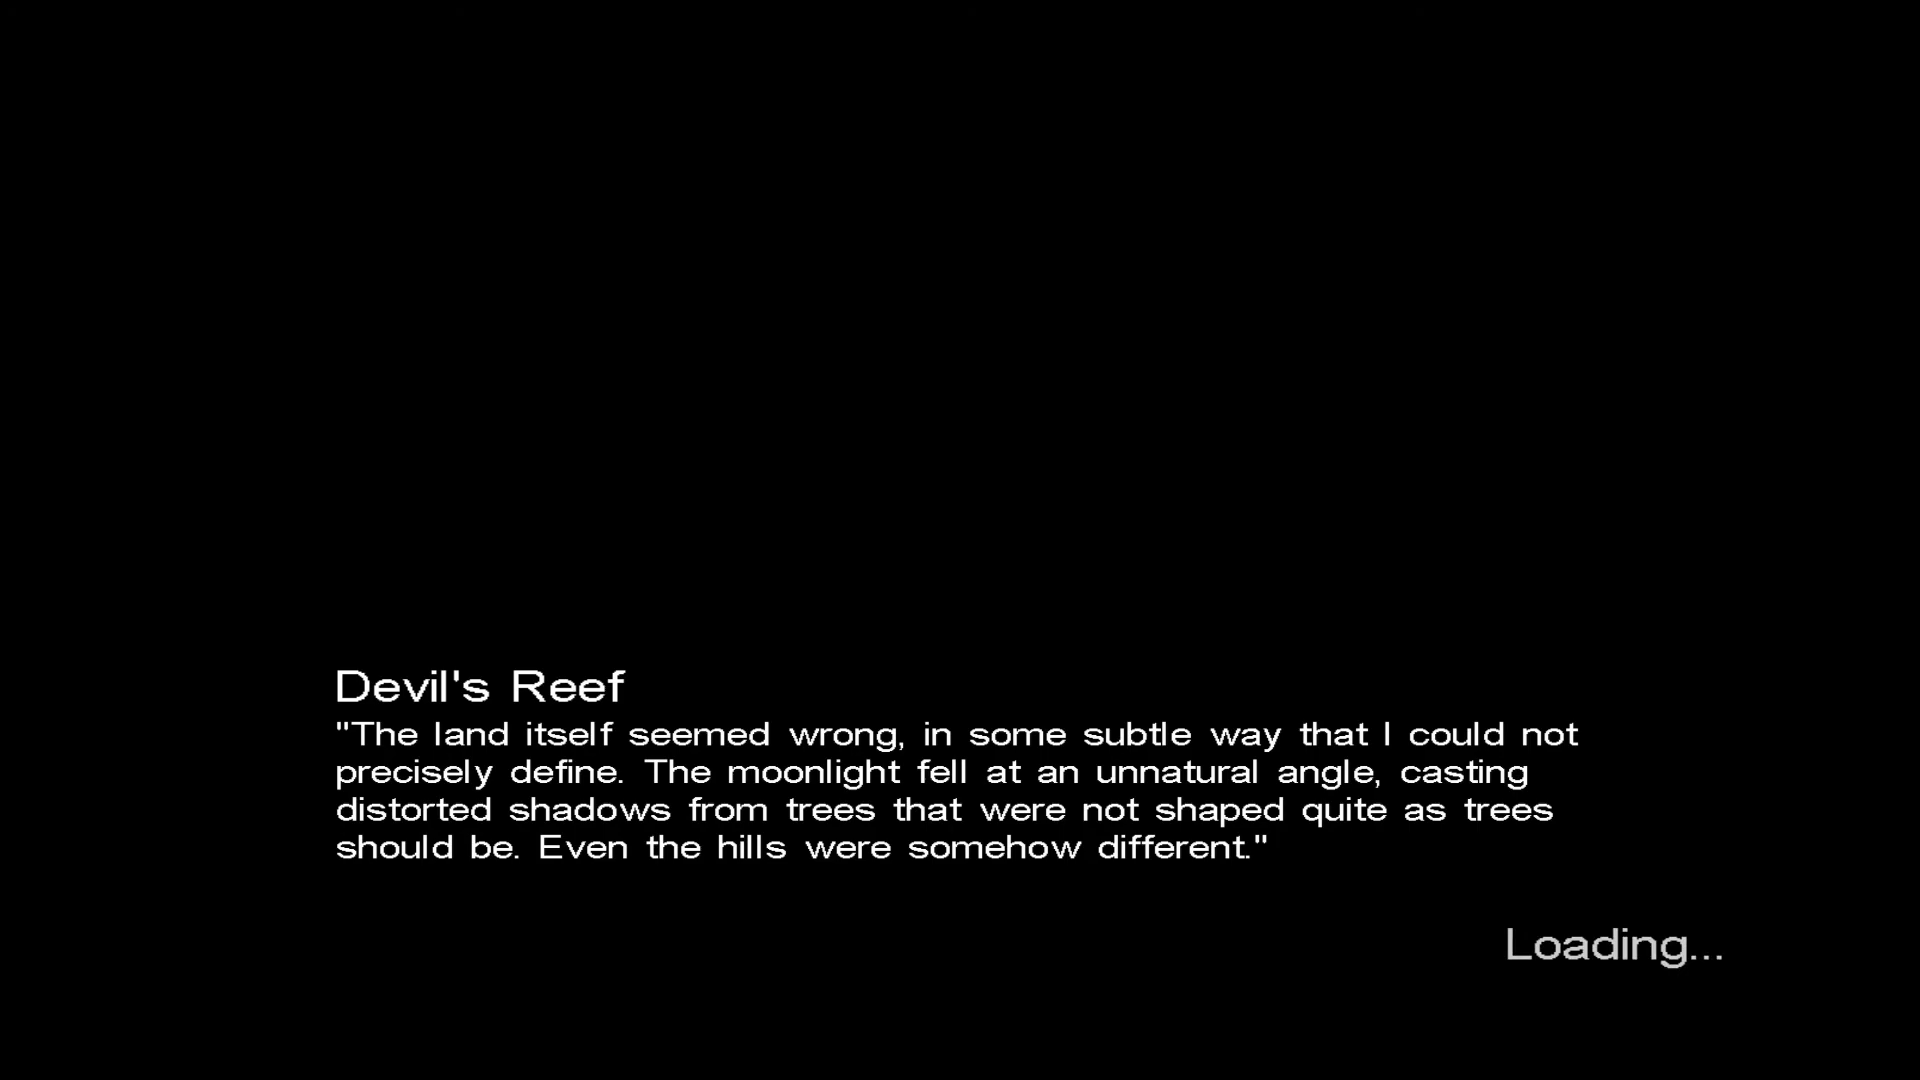 Devil's Reef
"The land itself seemed wrong, in some subtle way that I could not
precisely define. The moonlight fell at an unnatural angle, casting
distorted shadows from trees that were not shaped quite as trees
should be. Even the hills were somehow different."
Loading...